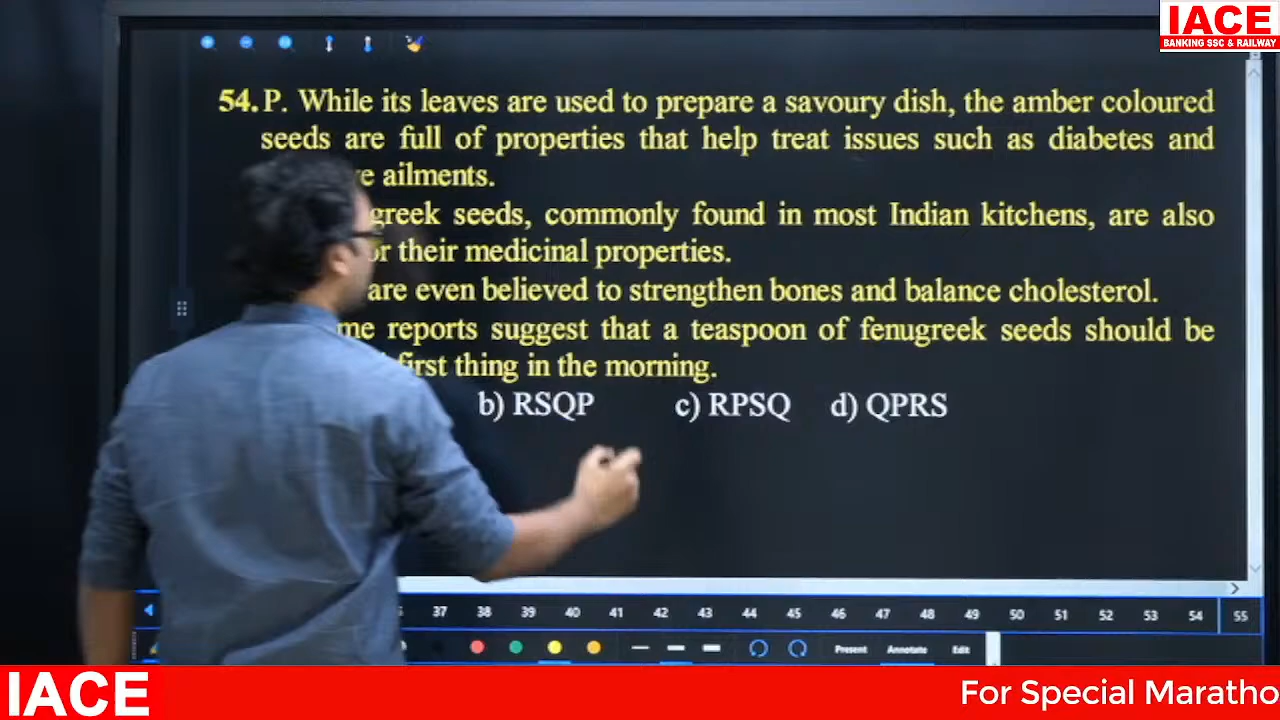 IACE
BANKING SSC & RAILWAY
54. P. While its leaves are used to prepare a savoury dish, the amber coloured
seeds are full of properties that help treat issues such as diabetes and
ailments.
seeds, commonly found in most Indian kitchens, are also
their medicinal properties.
are even believed to strengthen bones and balance cholesterol.
reports suggest that a teaspoon of fenugreek seeds should be
first thing in the morning.
b) RSQP c) RPSQ d) QPRS
37 38 39 40 41 42 43 44 45 46 47 48 49 50 51 52 53 54 55
Present Annotate Edit
IACE For Special Maratho